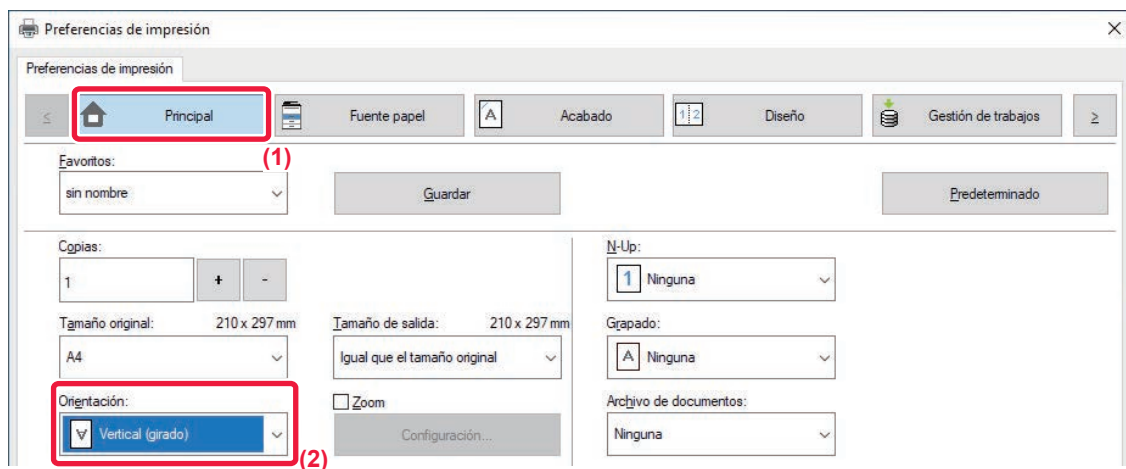 Preferencias de impresión
Preferencias de impresión
≤ Principal Fuente papel A Acabado 1 2 Diseño Gestión de trabajos ≥
(1)
Favoritos:
sin nombre Guardar Predeterminado
Copias: N-Up:
1 + - 1 Ninguna
Tamaño original: 210 x 297 mm Tamaño de salida: 210 x 297 mm Grapado:
A4 Igual que el tamaño original A Ninguna
Orientación: Zoom Archivo de documentos:
A Vertical (girado) Configuración... Ninguna
(2)